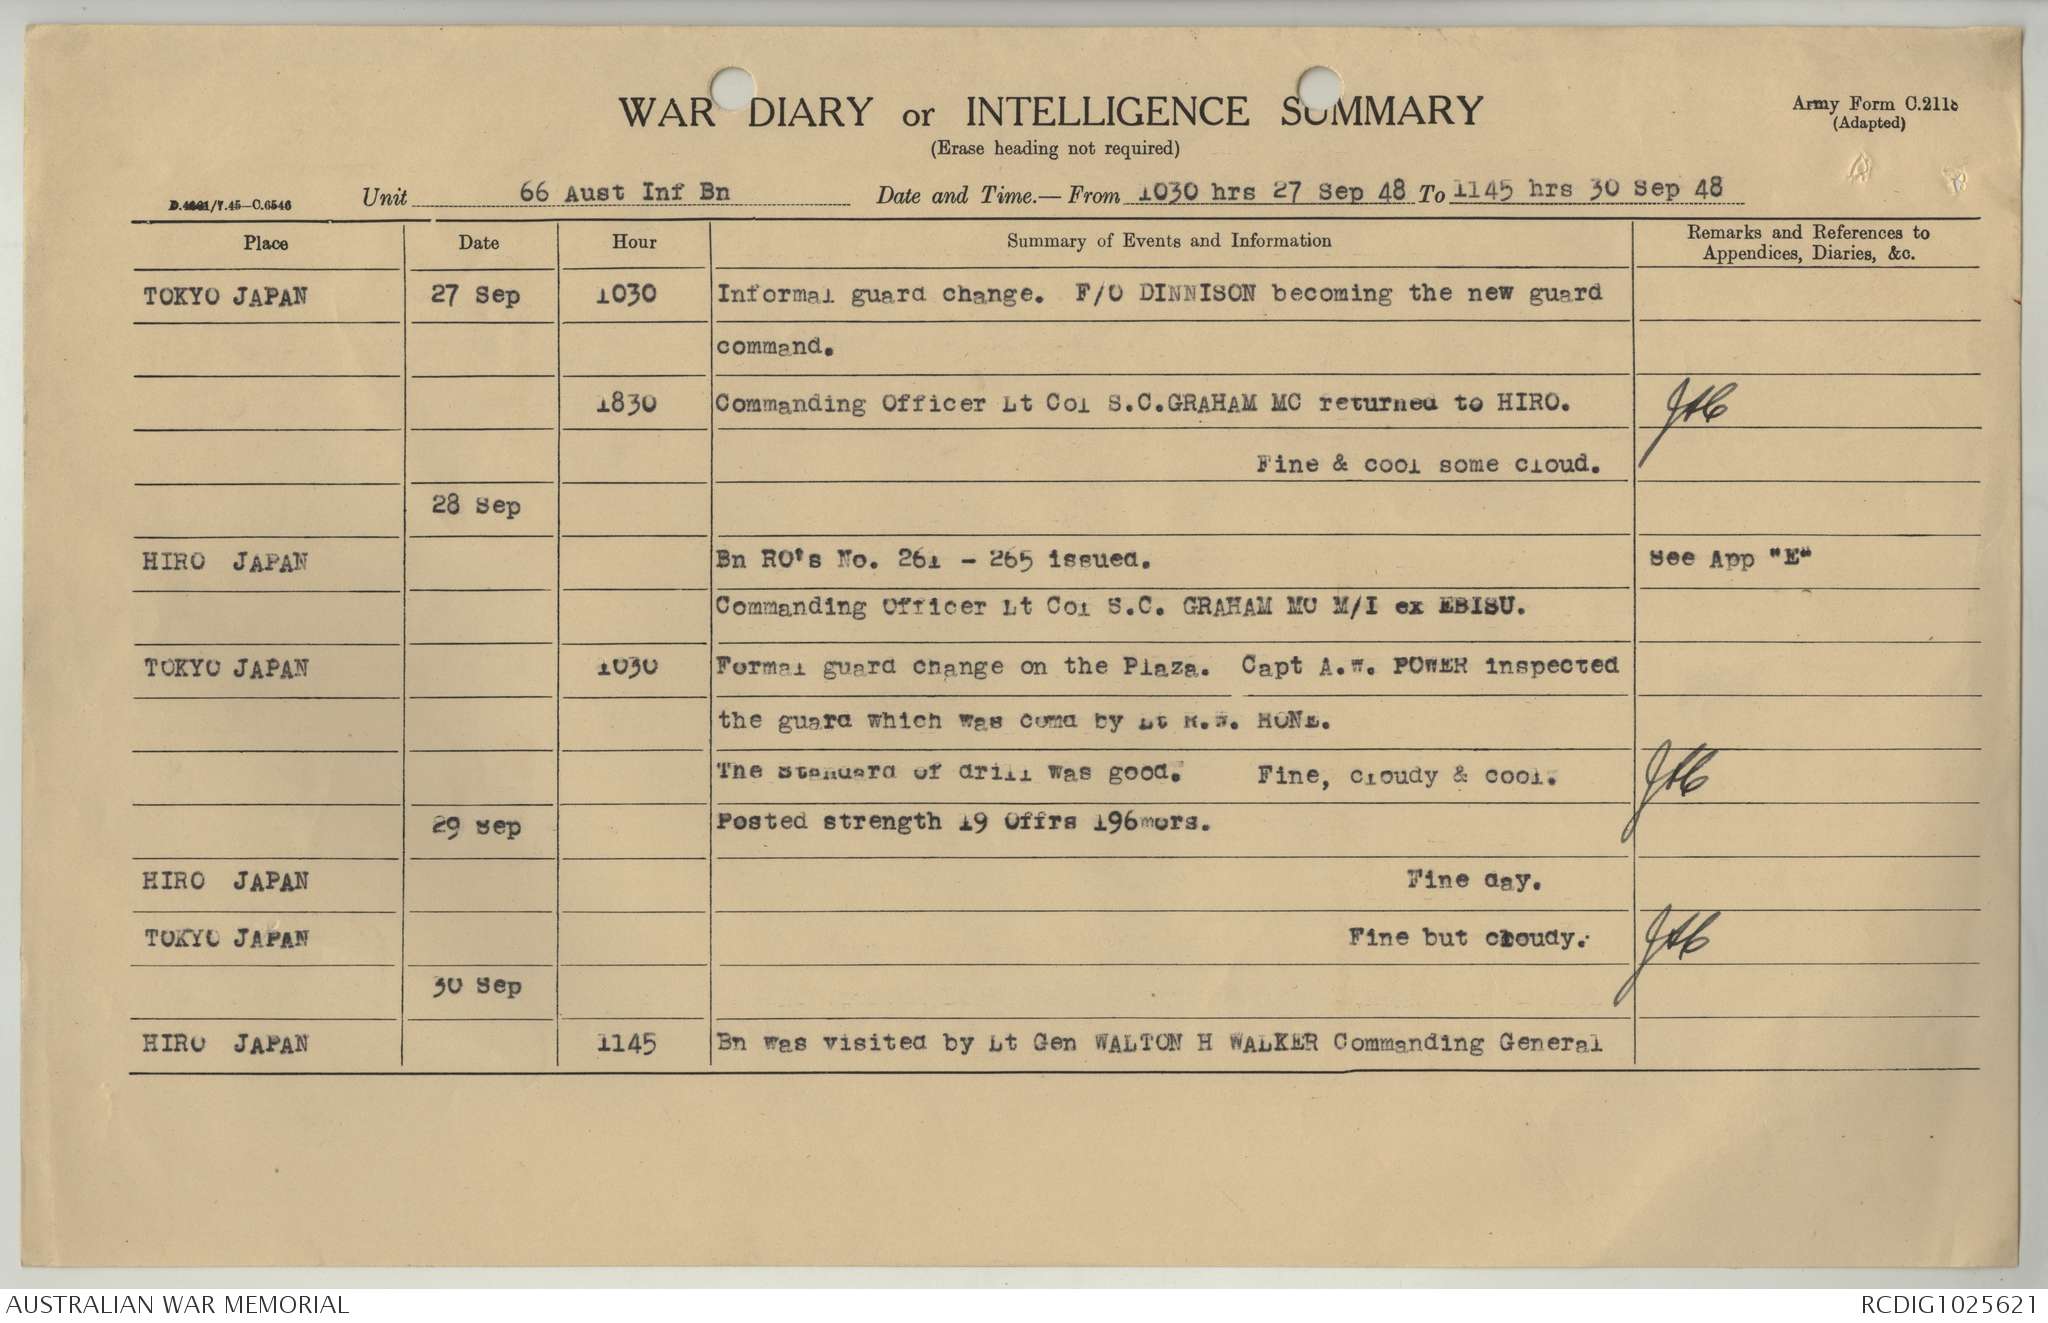 WAR DIARY or INTELLIGENCE SUMMARY
Army Form C.2118
(Adapted)
(Erase heading not required)
Unit 66 Aust Inf Bn Date and Time.— From 1030 hrs 27 Sep 48 To 1145 hrs 30 Sep 48
Place Date Hour Summary of Events and Information Remarks and References to
Appendices, Diaries, &c.
TOKYO JAPAN 27 Sep 1030 Informal guard change. F/O DINNISON becoming the new guard
command.
1830 Commanding Officer Lt Col S.C.GRAHAM MC returned to HIRO.
Fine & cool some cloud.
28 Sep
HIRO JAPAN Bn RO's No. 261 - 265 issued. See App "E"
Commanding Officer Lt Col S.C. GRAHAM MC M/I ex EBISU.
TOKYO JAPAN 1030 Formal guard change on the Plaza. Capt A.W. POWER inspected
the guard which was comd by Lt R.W. HONE.
The standard of drill was good. Fine, cloudy & cool.
29 Sep Posted strength 19 Offrs 196mors.
HIRO JAPAN Fine day.
TOKYO JAPAN Fine but cloudy.
30 Sep
HIRO JAPAN 1145 Bn was visited by Lt Gen WALTON H WALKER Commanding General
AUSTRALIAN WAR MEMORIAL RCDIG1025621